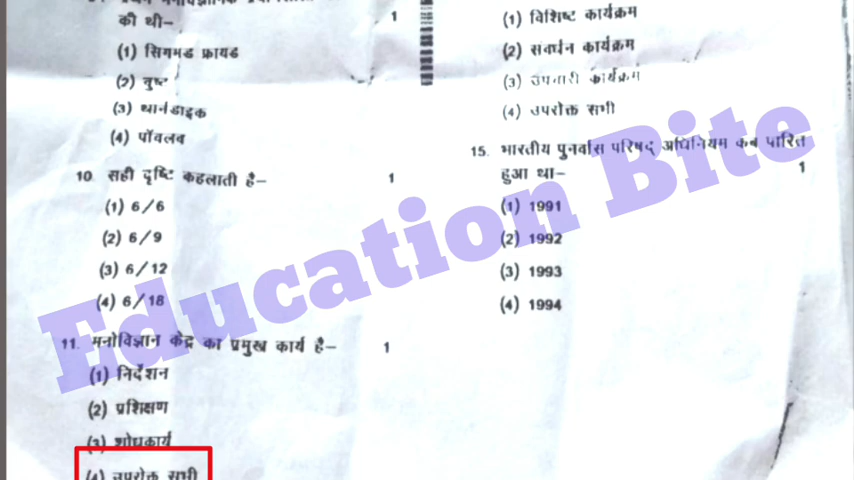 की थी–
1
(1) सिगमड फ्रायड
(2) वुण्ट
(3) थार्नडाइक
(4) पॉवलव
10. सही दृष्टि कहलाती है–
1
(1) 6/6
(2) 6/9
(3) 6/12
(4) 6/18
11. मनोविज्ञान केंद्र का प्रमुख कार्य है–
1
(1) निर्देशन
(2) प्रशिक्षण
(3) शोधकार्य
(4) उपरोक्त सभी
(1) विशिष्ट कार्यक्रम
(2) सवर्धन कार्यक्रम
(3) उपचारी कार्यक्रम
(4) उपरोक्त सभी
15. भारतीय पुनर्वास परिषद् अधिनियम कब पारित
हुआ था–
1
(1) 1991
(2) 1992
(3) 1993
(4) 1994
Education Bite